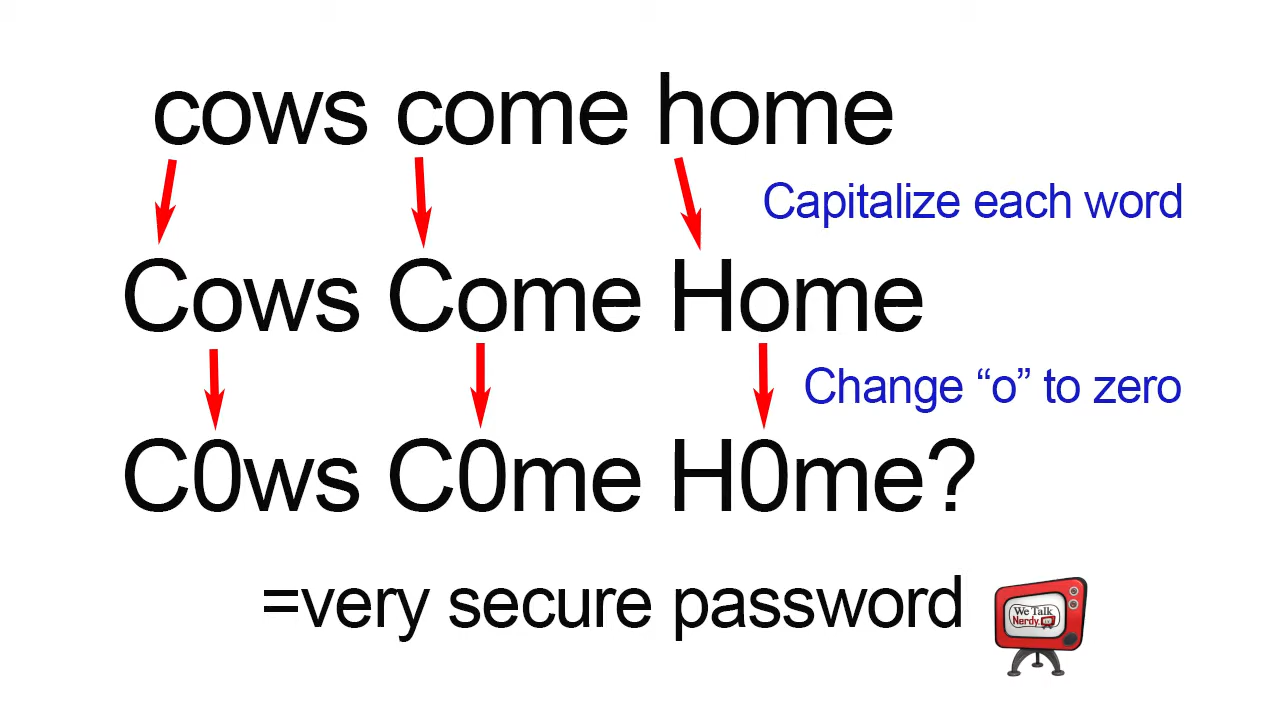 cows come home
Capitalize each word
Cows Come Home
Change “o” to zero
C0ws C0me H0me?
=very secure password
We Talk
Nerdy.